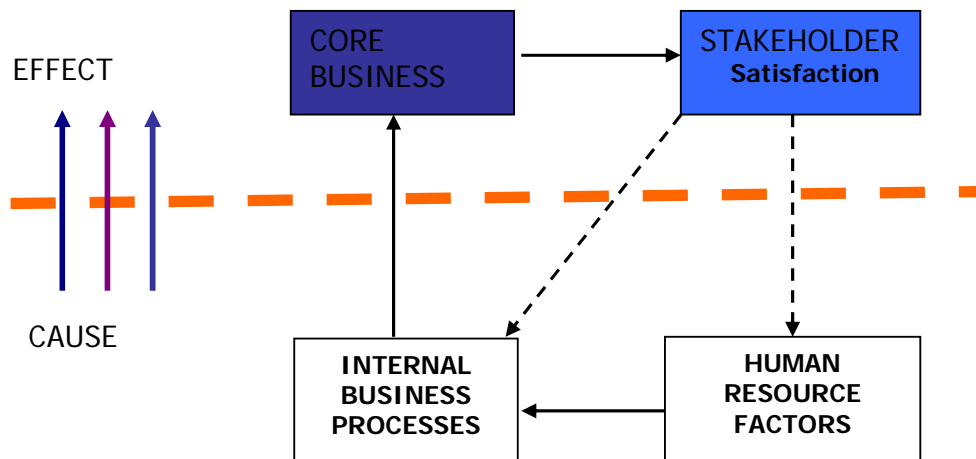 EFFECT
CAUSE
CORE
BUSINESS
STAKEHOLDER
Satisfaction
INTERNAL
BUSINESS
PROCESSES
HUMAN
RESOURCE
FACTORS